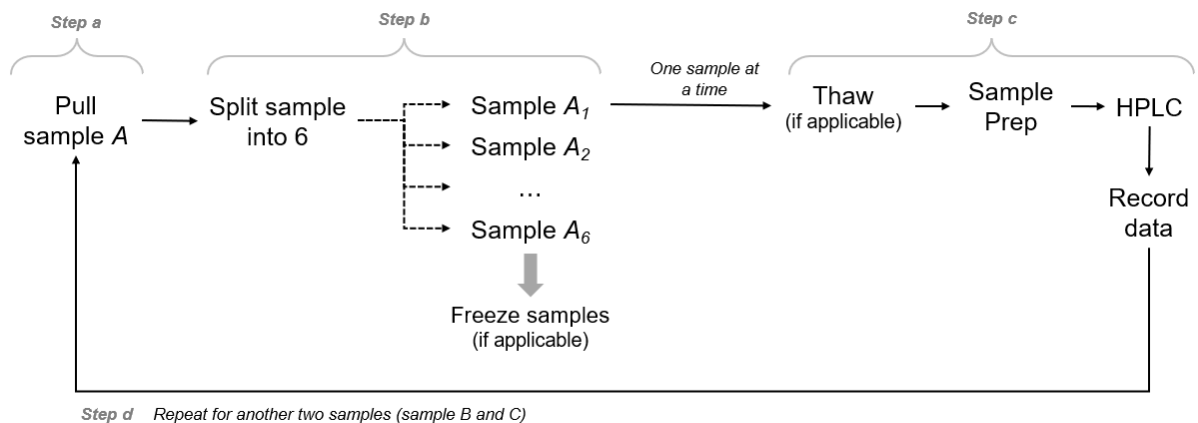 Step a
Step b
Step c
Pull
sample A
Split sample
into 6
Sample A1
Sample A2
...
Sample A6
Freeze samples
(if applicable)
One sample at
a time
Thaw
(if applicable)
Sample
Prep
HPLC
Record
data
Step d Repeat for another two samples (sample B and C)